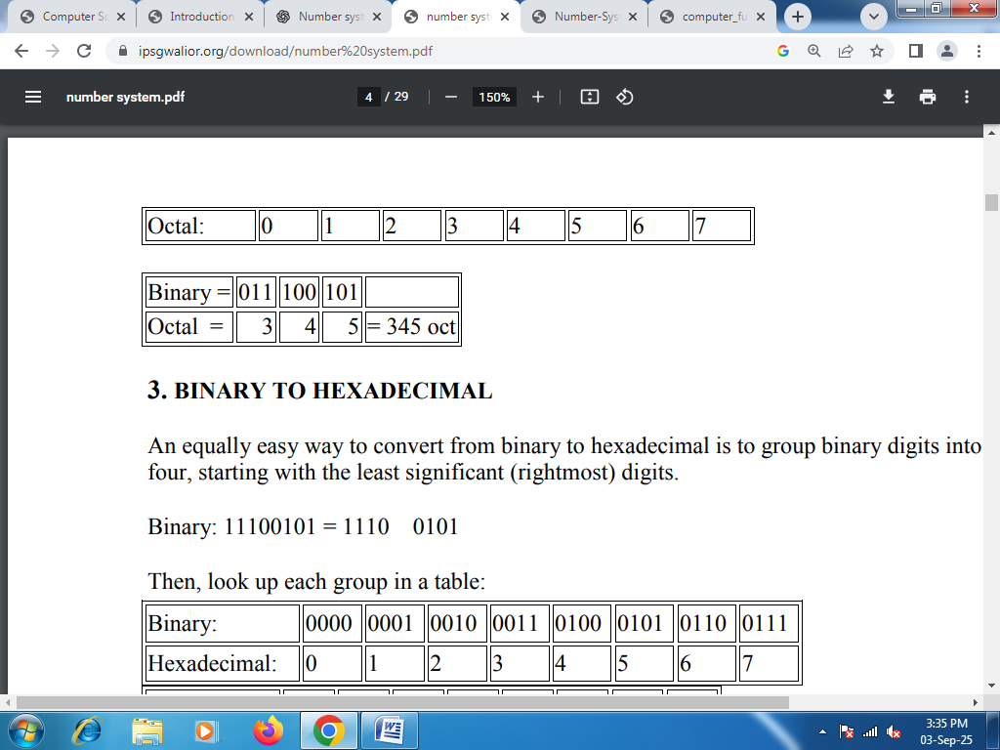 Computer Sc
Introduction
Number syst
number syst
Number-Sys
computer_fu
ipsgwalior.org/download/number%20system.pdf
number system.pdf
4 / 29
150%
Octal: 0 1 2 3 4 5 6 7
Binary = 011 100 101
Octal = 3 4 5 = 345 oct
3. BINARY TO HEXADECIMAL
An equally easy way to convert from binary to hexadecimal is to group binary digits into
four, starting with the least significant (rightmost) digits.
Binary: 11100101 = 1110 0101
Then, look up each group in a table:
Binary: 0000 0001 0010 0011 0100 0101 0110 0111
Hexadecimal: 0 1 2 3 4 5 6 7
3:35 PM
03-Sep-25